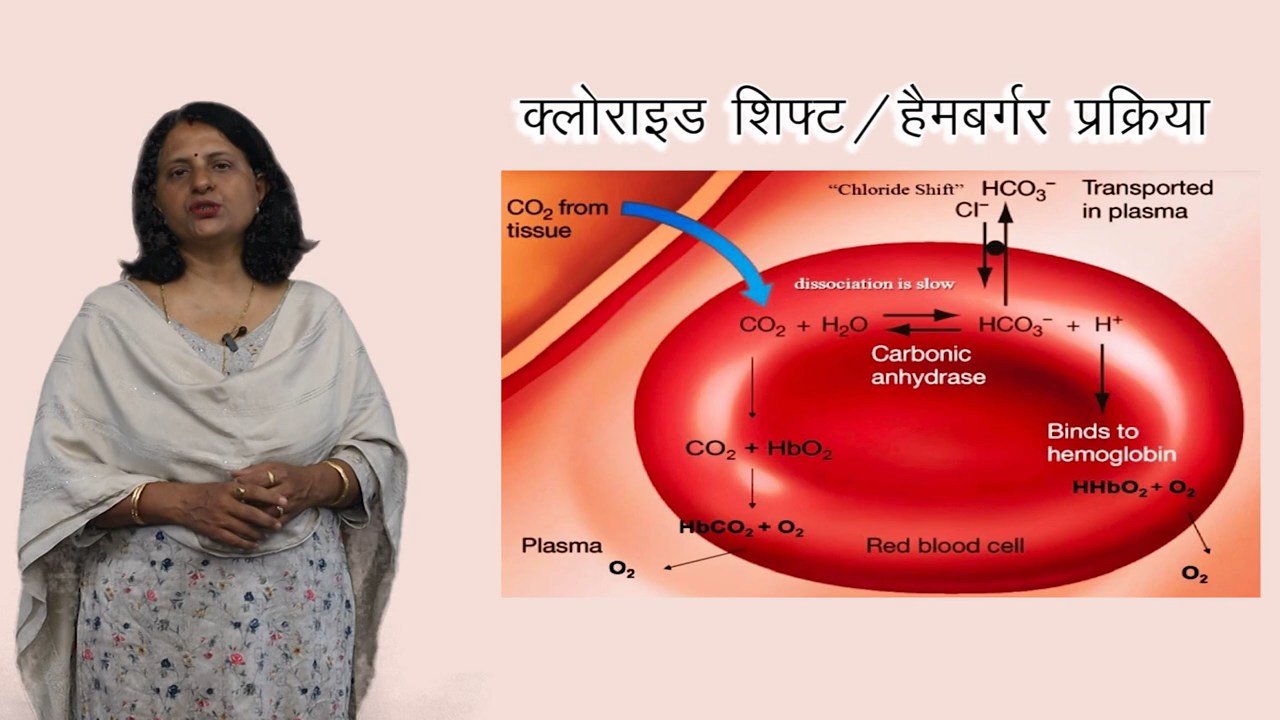 क्लोराइड शिफ्ट / हैमबर्गर प्रक्रिया
CO₂ from
tissue
“Chloride Shift” HCO₃⁻
Cl⁻
Transported
in plasma
dissociation is slow
CO₂ + H₂O
HCO₃⁻ + H⁺
Carbonic
anhydrase
CO₂ + HbO₂
Binds to
hemoglobin
HHbO₂ + O₂
HbCO₂ + O₂
Plasma
O₂
Red blood cell
O₂